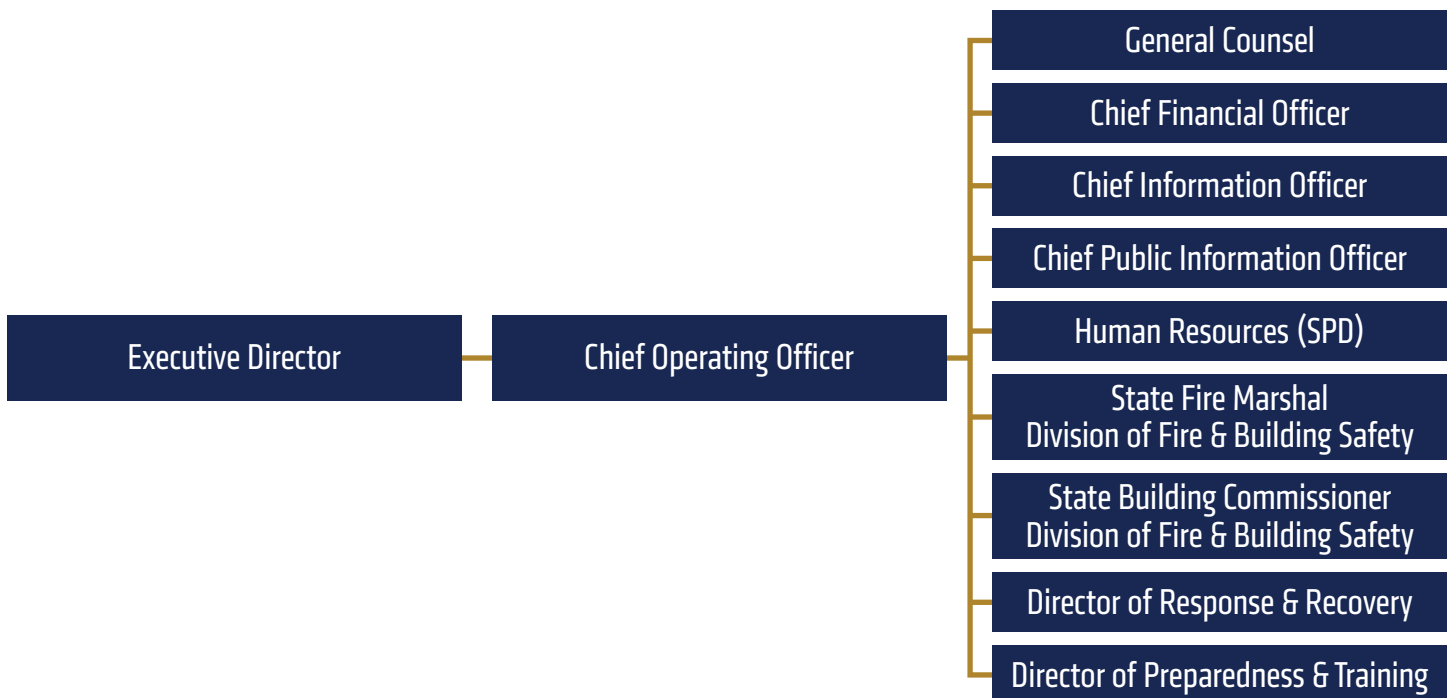 Executive Director
Chief Operating Officer
General Counsel
Chief Financial Officer
Chief Information Officer
Chief Public Information Officer
Human Resources (SPD)
State Fire Marshal
Division of Fire & Building Safety
State Building Commissioner
Division of Fire & Building Safety
Director of Response & Recovery
Director of Preparedness & Training